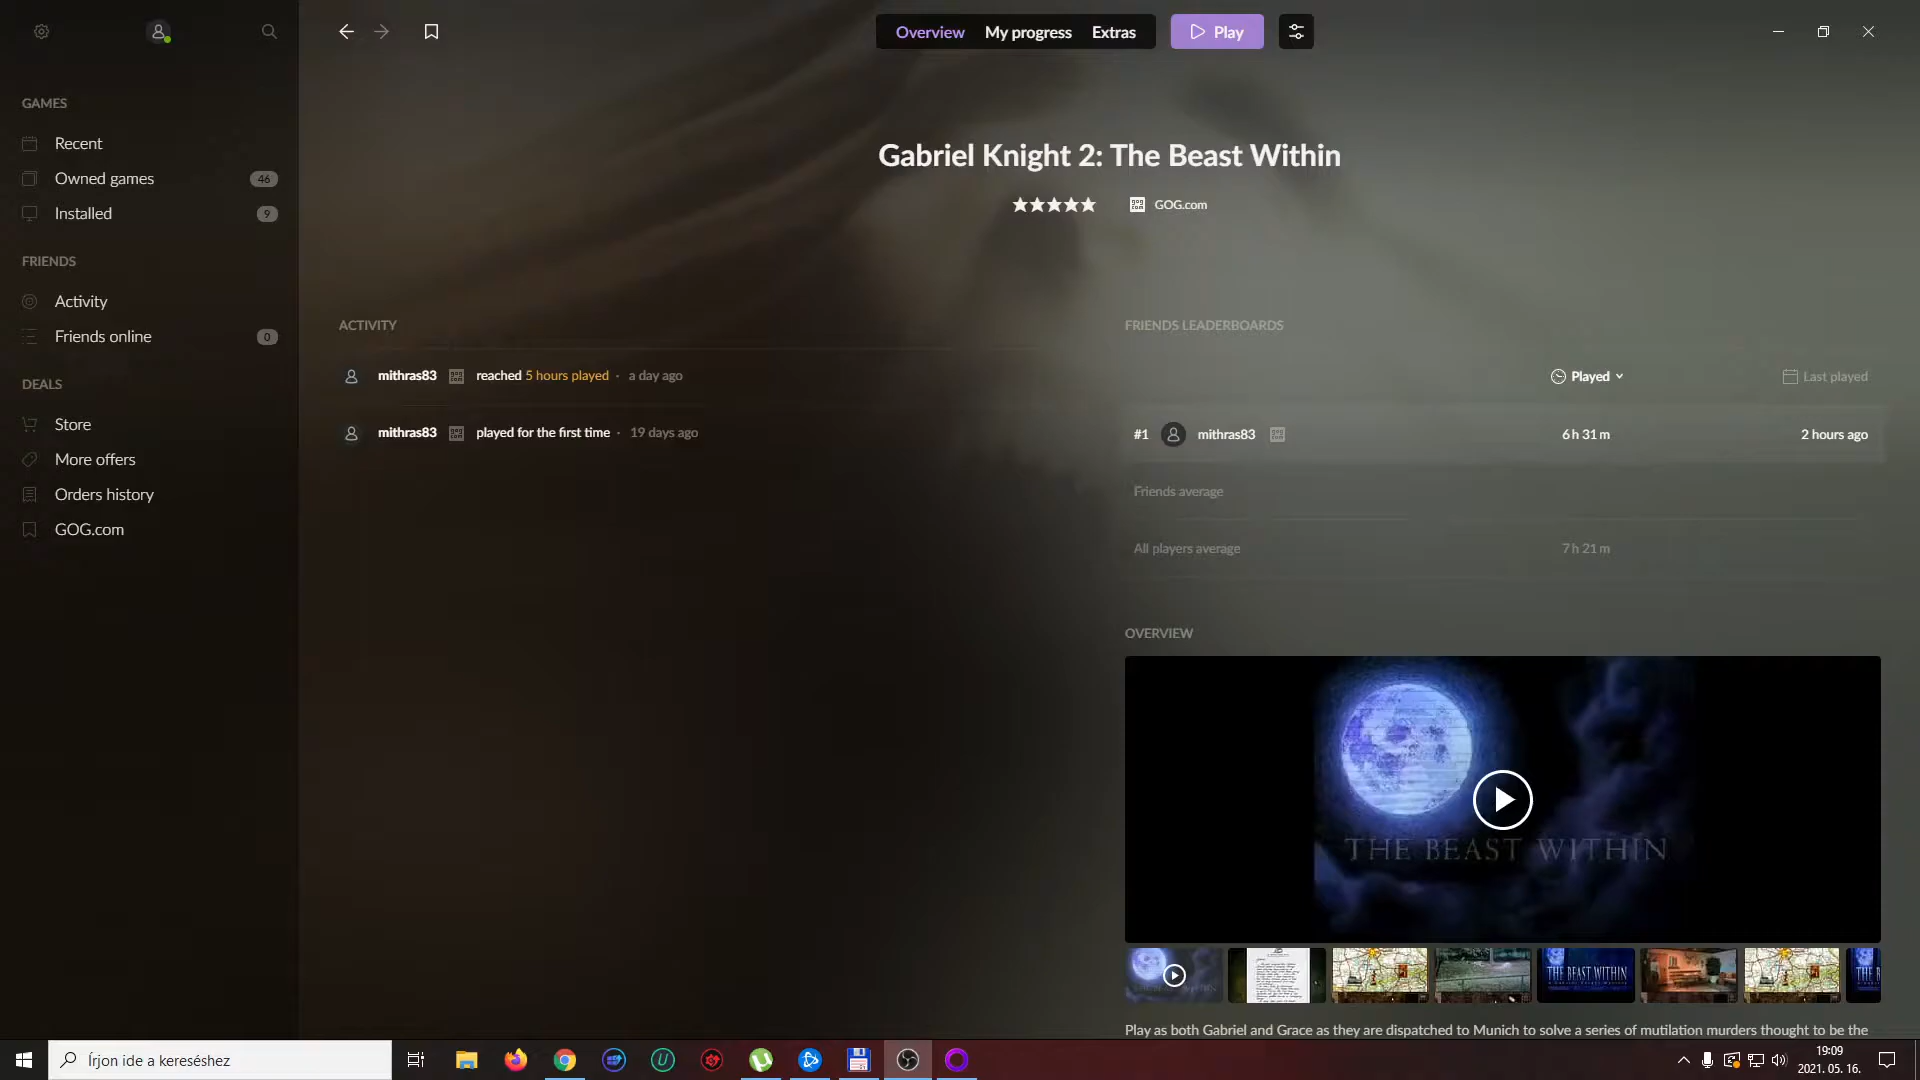 Overview My progress Extras Play
GAMES
Recent
Owned games 46
Installed 9
FRIENDS
Activity
Friends online 0
DEALS
Store
More offers
Orders history
GOG.com
Gabriel Knight 2: The Beast Within
GOG.com
ACTIVITY
mithras83 reached 5 hours played · a day ago
mithras83 played for the first time · 19 days ago
FRIENDS LEADERBOARDS
Played Last played
#1 mithras83 6 h 31 m 2 hours ago
Friends average
All players average 7 h 21 m
OVERVIEW
THE BEAST WITHIN
THE BEAST WITHIN
Play as both Gabriel and Grace as they are dispatched to Munich to solve a series of mutilation murders thought to be the
Írjon ide a kereséshez
19:09
2021. 05. 16.